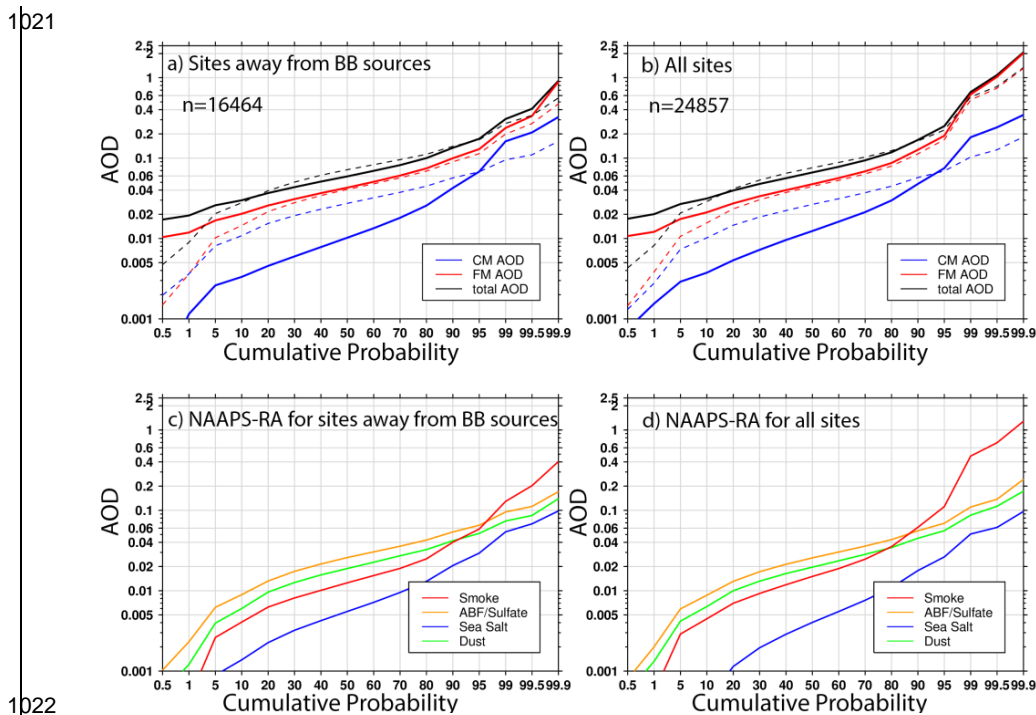 1021
2.5
2
1
0.4
0.2
0.1
0.06
0.04
0.02
0.01
0.005
0.001
AOD
a) Sites away from BB sources
n=16464
CM AOD
FM AOD
total AOD
0.5 1 5 10 20 30 40 50 60 70 80 90 95 99 99.5 99.9
Cumulative Probability
2.5
2
1
0.4
0.2
0.1
0.06
0.04
0.02
0.01
0.005
0.001
AOD
b) All sites
n=24857
CM AOD
FM AOD
total AOD
0.5 1 5 10 20 30 40 50 60 70 80 90 95 99 99.5 99.9
Cumulative Probability
2.5
2
1
0.4
0.2
0.1
0.06
0.04
0.02
0.01
0.005
0.001
AOD
c) NAAPS-RA for sites away from BB sources
Smoke
ABF/Sulfate
Sea Salt
Dust
0.5 1 5 10 20 30 40 50 60 70 80 90 95 99 99.5 99.9
Cumulative Probability
2.5
2
1
0.4
0.2
0.1
0.06
0.04
0.02
0.01
0.005
0.001
AOD
d) NAAPS-RA for all sites
Smoke
ABF/Sulfate
Sea Salt
Dust
0.5 1 5 10 20 30 40 50 60 70 80 90 95 99 99.5 99.9
Cumulative Probability
1022